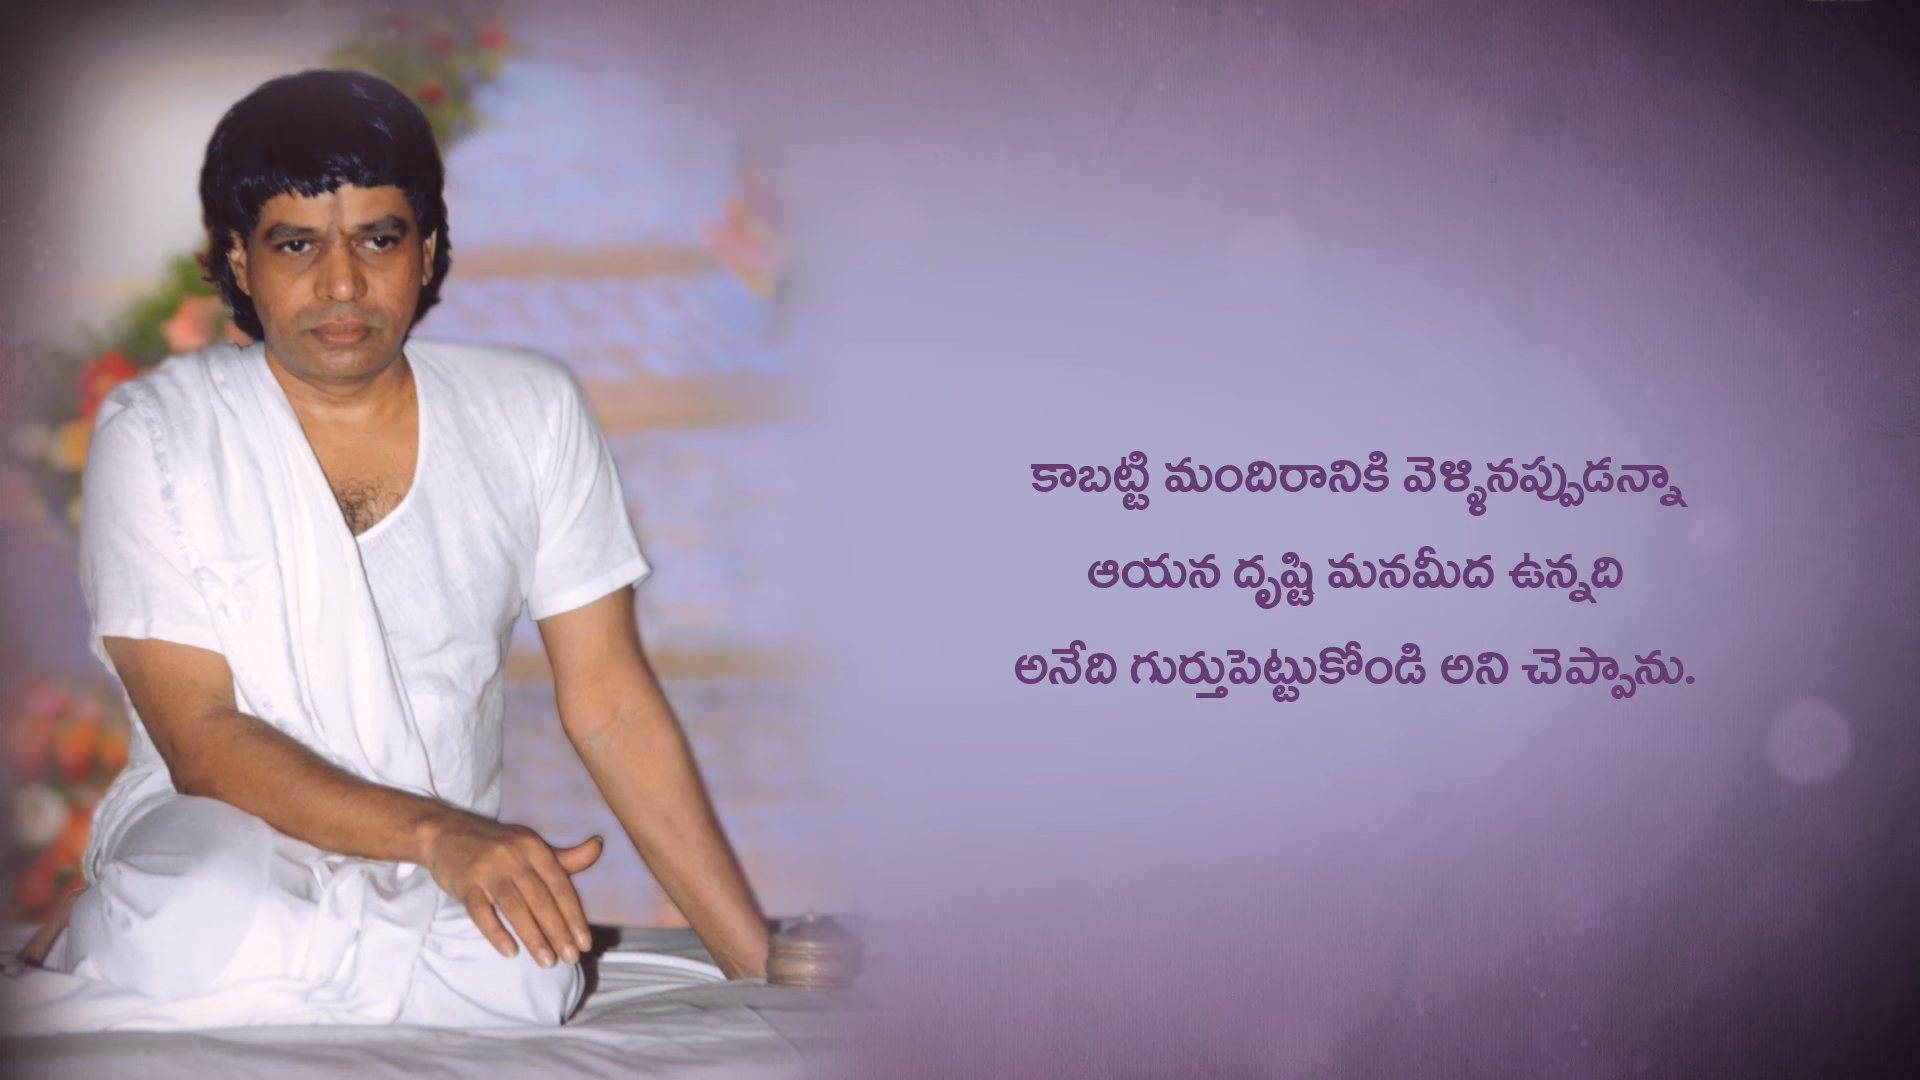 కాబట్టి మందిరానికి వెళ్ళినప్పుడన్నా
ఆయన దృష్టి మనమీద ఉన్నది
అనేది గుర్తుపెట్టుకోండి అని చెప్పాను.